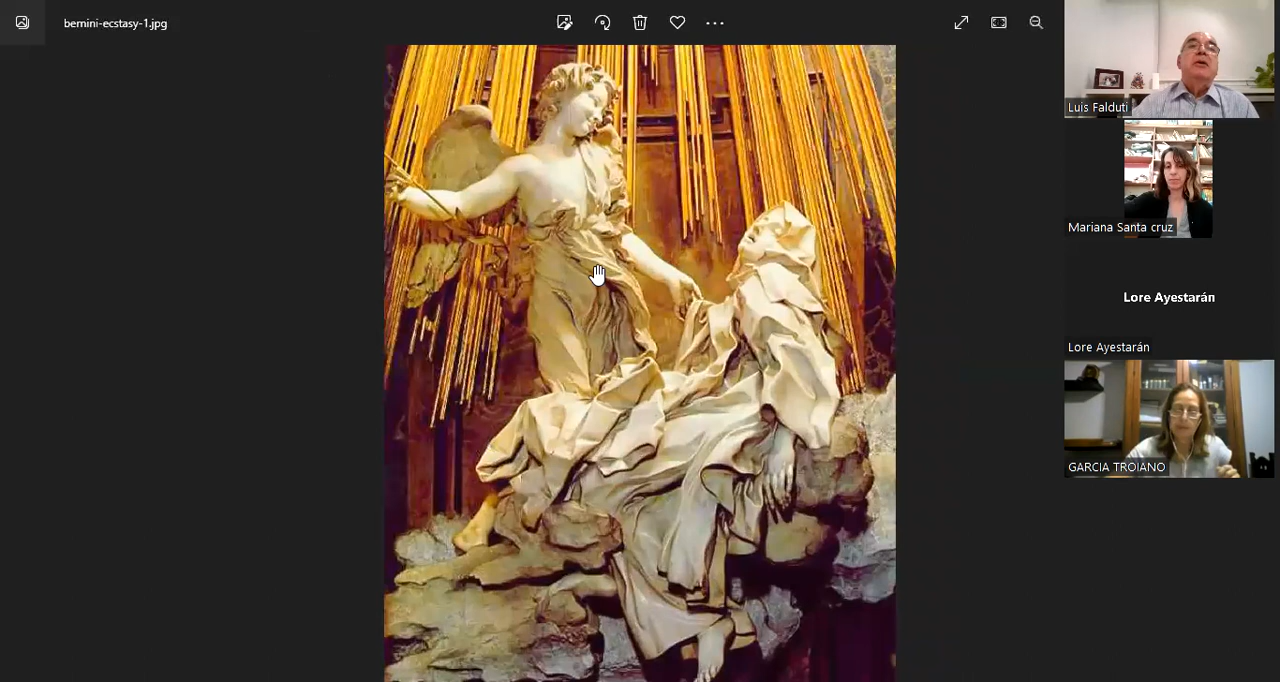 bernini-ecstasy-1.jpg
Luis Falduti
Mariana Santa cruz
Lore Ayestarán
Lore Ayestarán
GARCIA TROIANO